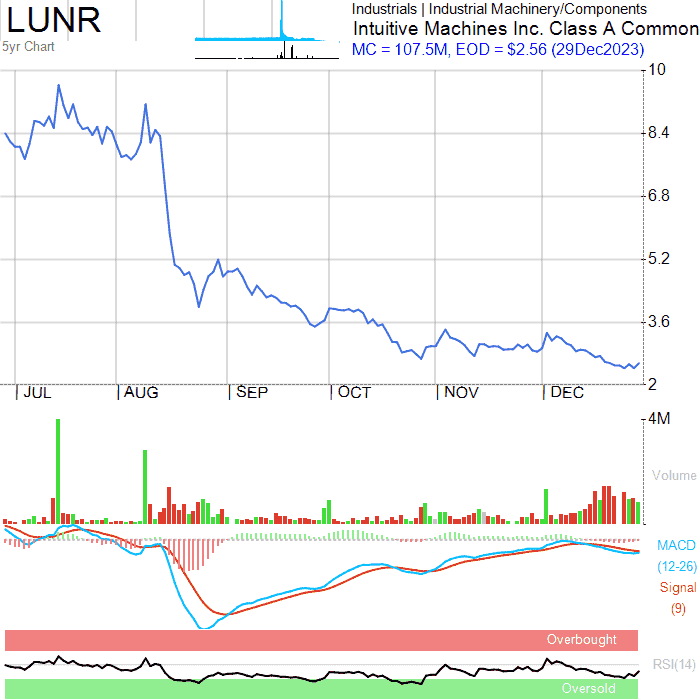 LUNR
5yr Chart
Industrials | Industrial Machinery/Components
Intuitive Machines Inc. Class A Common
MC = 107.5M, EOD = $2.56 (29Dec2023)
10
8.4
6.8
5.2
3.6
2
JUL AUG SEP OCT NOV DEC
4M
Volume
MACD
(12-26)
Signal
(9)
Overbought
RSI(14)
Oversold